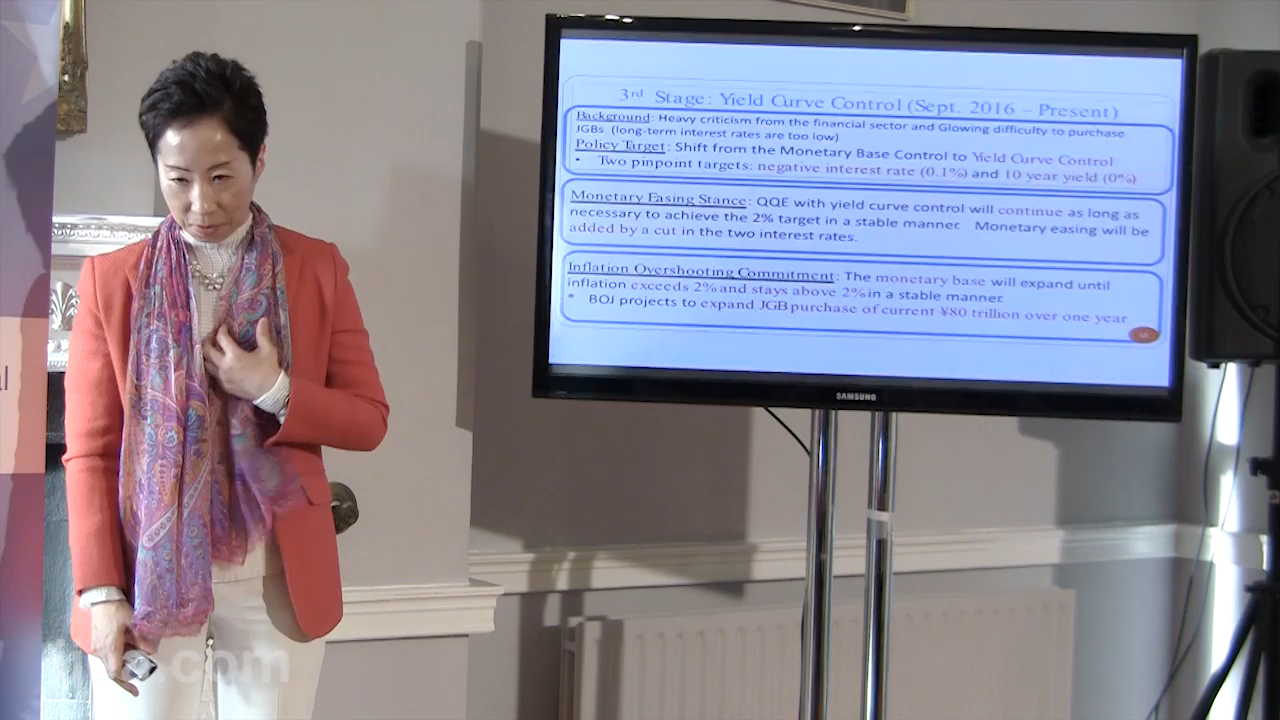 3rd Stage: Yield Curve Control (Sept. 2016 – Present)
Background: Heavy criticism from the financial sector and Glowing difficulty to purchase
JGBs (long-term interest rates are too low)
Policy Target: Shift from the Monetary Base Control to Yield Curve Control
• Two pinpoint targets: negative interest rate (0.1%) and 10 year yield (0%)
Monetary Easing Stance: QQE with yield curve control will continue as long as
necessary to achieve the 2% target in a stable manner. Monetary easing will be
added by a cut in the two interest rates.
Inflation Overshooting Commitment: The monetary base will expand until
inflation exceeds 2% and stays above 2% in a stable manner.
• BOJ projects to expand JGB purchase of current ¥80 trillion over one year
SAMSUNG
.com